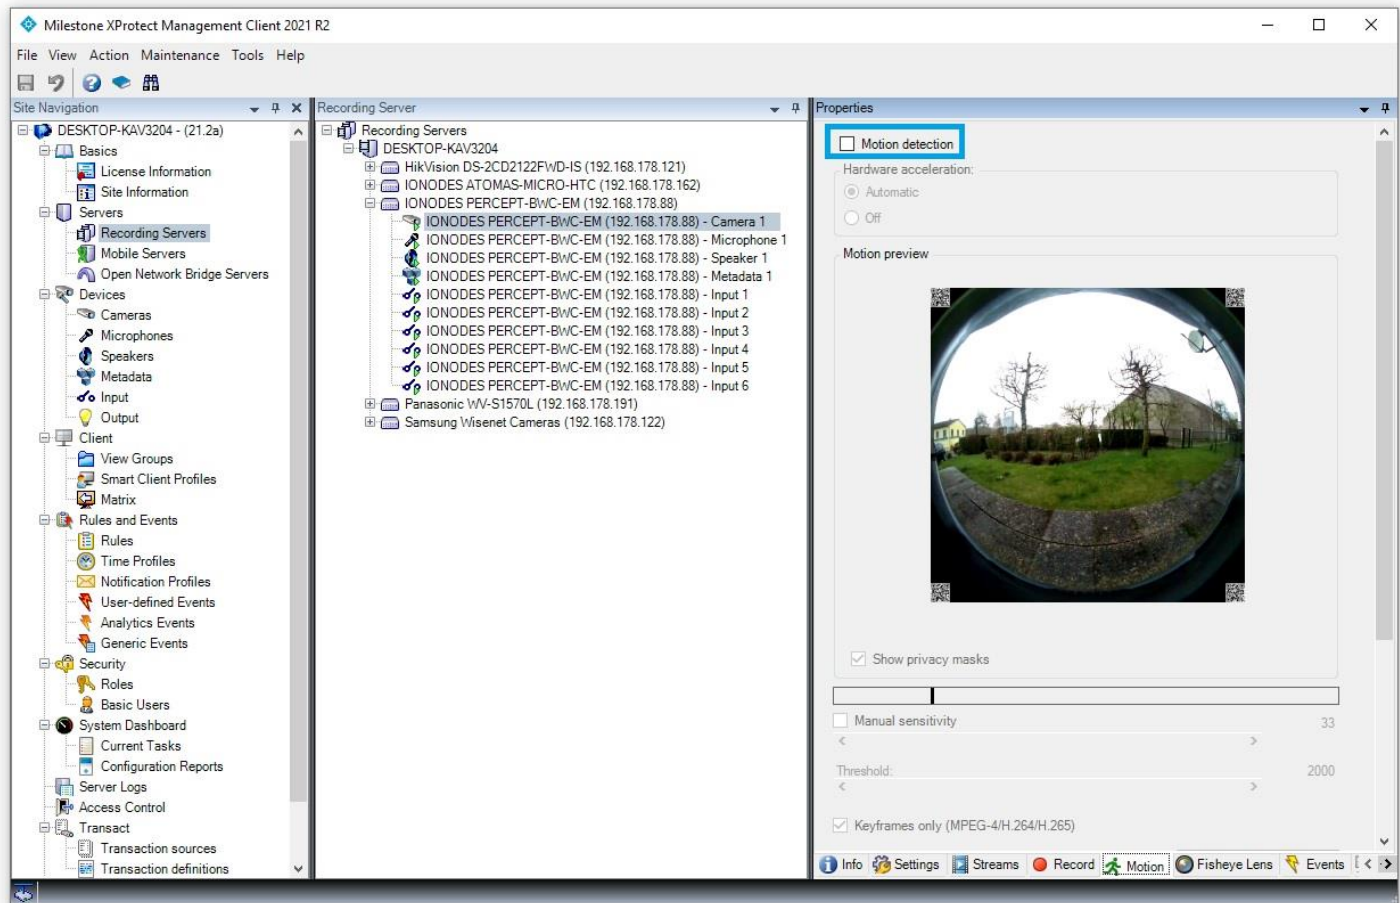 Milestone XProtect Management Client 2021 R2
File View Action Maintenance Tools Help
Site Navigation
DESKTOP-KAV3204 - (21.2a)
Basics
License Information
Site Information
Servers
Recording Servers
Mobile Servers
Open Network Bridge Servers
Devices
Cameras
Microphones
Speakers
Metadata
Input
Output
Client
View Groups
Smart Client Profiles
Matrix
Rules and Events
Rules
Time Profiles
Notification Profiles
User-defined Events
Analytics Events
Generic Events
Security
Roles
Basic Users
System Dashboard
Current Tasks
Configuration Reports
Server Logs
Access Control
Transact
Transaction sources
Transaction definitions
Recording Server
Recording Servers
DESKTOP-KAV3204
HikVision DS-2CD2122FWD-IS (192.168.178.121)
IONODES ATOMAS-MICRO-HTC (192.168.178.162)
IONODES PERCEPT-BWC-EM (192.168.178.88)
IONODES PERCEPT-BWC-EM (192.168.178.88) - Camera 1
IONODES PERCEPT-BWC-EM (192.168.178.88) - Microphone 1
IONODES PERCEPT-BWC-EM (192.168.178.88) - Speaker 1
IONODES PERCEPT-BWC-EM (192.168.178.88) - Metadata 1
IONODES PERCEPT-BWC-EM (192.168.178.88) - Input 1
IONODES PERCEPT-BWC-EM (192.168.178.88) - Input 2
IONODES PERCEPT-BWC-EM (192.168.178.88) - Input 3
IONODES PERCEPT-BWC-EM (192.168.178.88) - Input 4
IONODES PERCEPT-BWC-EM (192.168.178.88) - Input 5
IONODES PERCEPT-BWC-EM (192.168.178.88) - Input 6
Panasonic WV-S1570L (192.168.178.191)
Samsung Wisenet Cameras (192.168.178.122)
Properties
Motion detection
Hardware acceleration:
Automatic
Off
Motion preview
Show privacy masks
Manual sensitivity 33
Threshold: 2000
Keyframes only (MPEG-4/H.264/H.265)
Info Settings Streams Record Motion Fisheye Lens Events